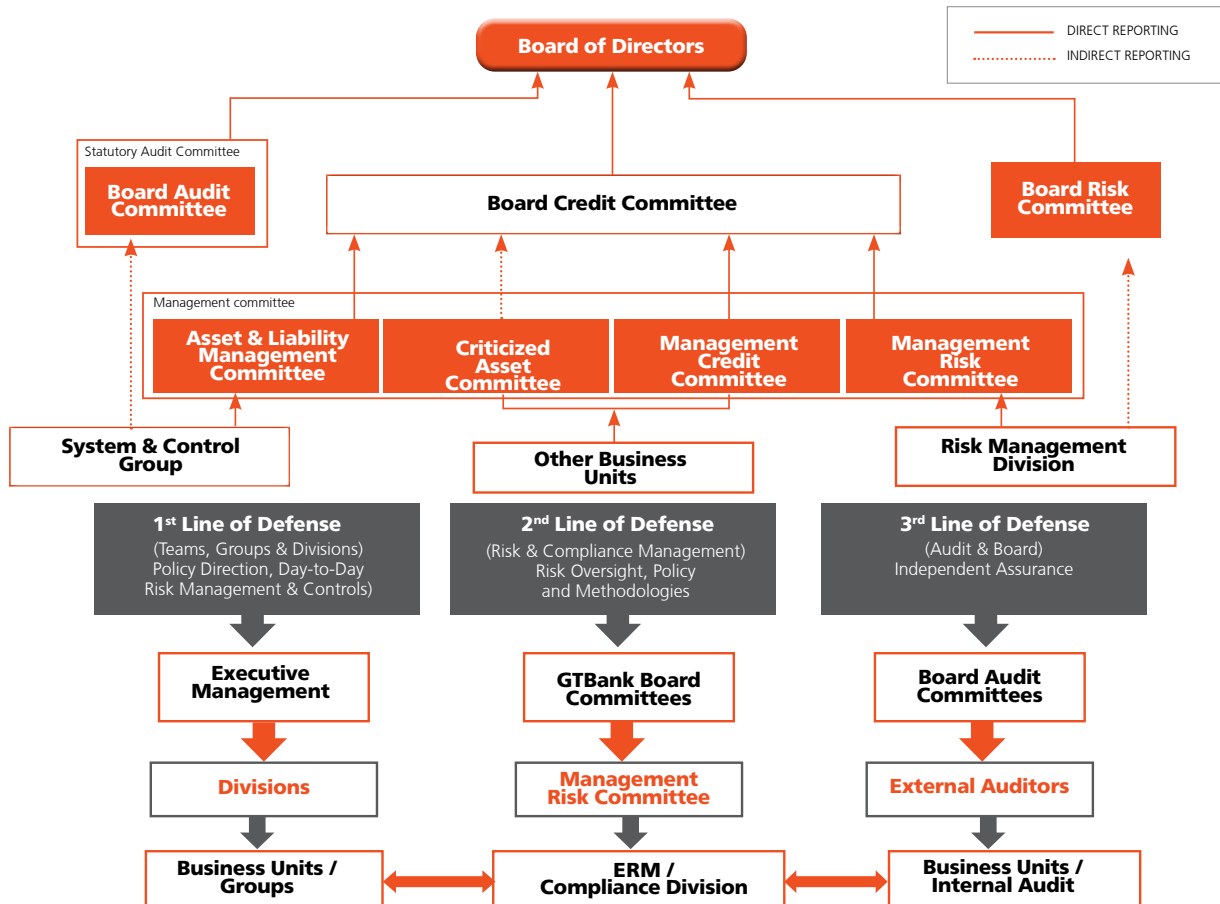 Board of Directors
DIRECT REPORTING
INDIRECT REPORTING
Statutory Audit Committee
Board Audit
Committee
Board Credit Committee
Board Risk
Committee
Management committee
Asset & Liability
Management
Committee
Criticized
Asset
Committee
Management
Credit
Committee
Management
Risk
Committee
System & Control
Group
Other Business
Units
Risk Management
Division
1st Line of Defense
(Teams, Groups & Divisions)
Policy Direction, Day-to-Day
Risk Management & Controls)
2nd Line of Defense
(Risk & Compliance Management)
Risk Oversight, Policy
and Methodologies
3rd Line of Defense
(Audit & Board)
Independent Assurance
Executive
Management
GTBank Board
Committees
Board Audit
Committees
Divisions
Management
Risk Committee
External Auditors
Business Units /
Groups
ERM /
Compliance Division
Business Units /
Internal Audit